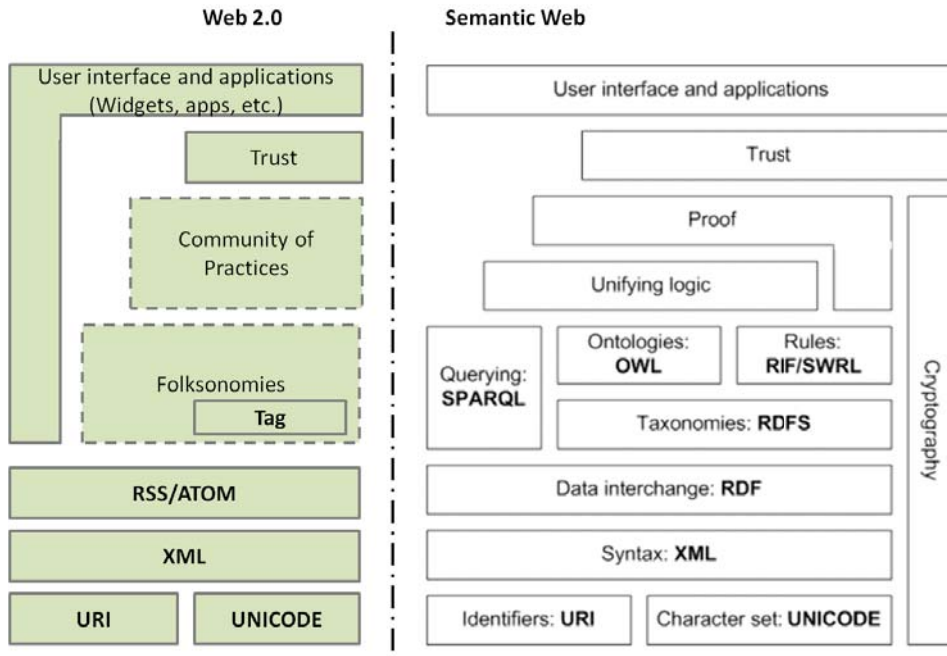 Web 2.0
User interface and applications
(Widgets, apps, etc.)
Trust
Community of
Practices
Folksonomies
Tag
RSS/ATOM
XML
URI
UNICODE
Semantic Web
User interface and applications
Trust
Proof
Unifying logic
Querying:
SPARQL
Ontologies:
OWL
Rules:
RIF/SWRL
Taxonomies: RDFS
Data interchange: RDF
Syntax: XML
Identifiers: URI
Character set: UNICODE
Cryptography